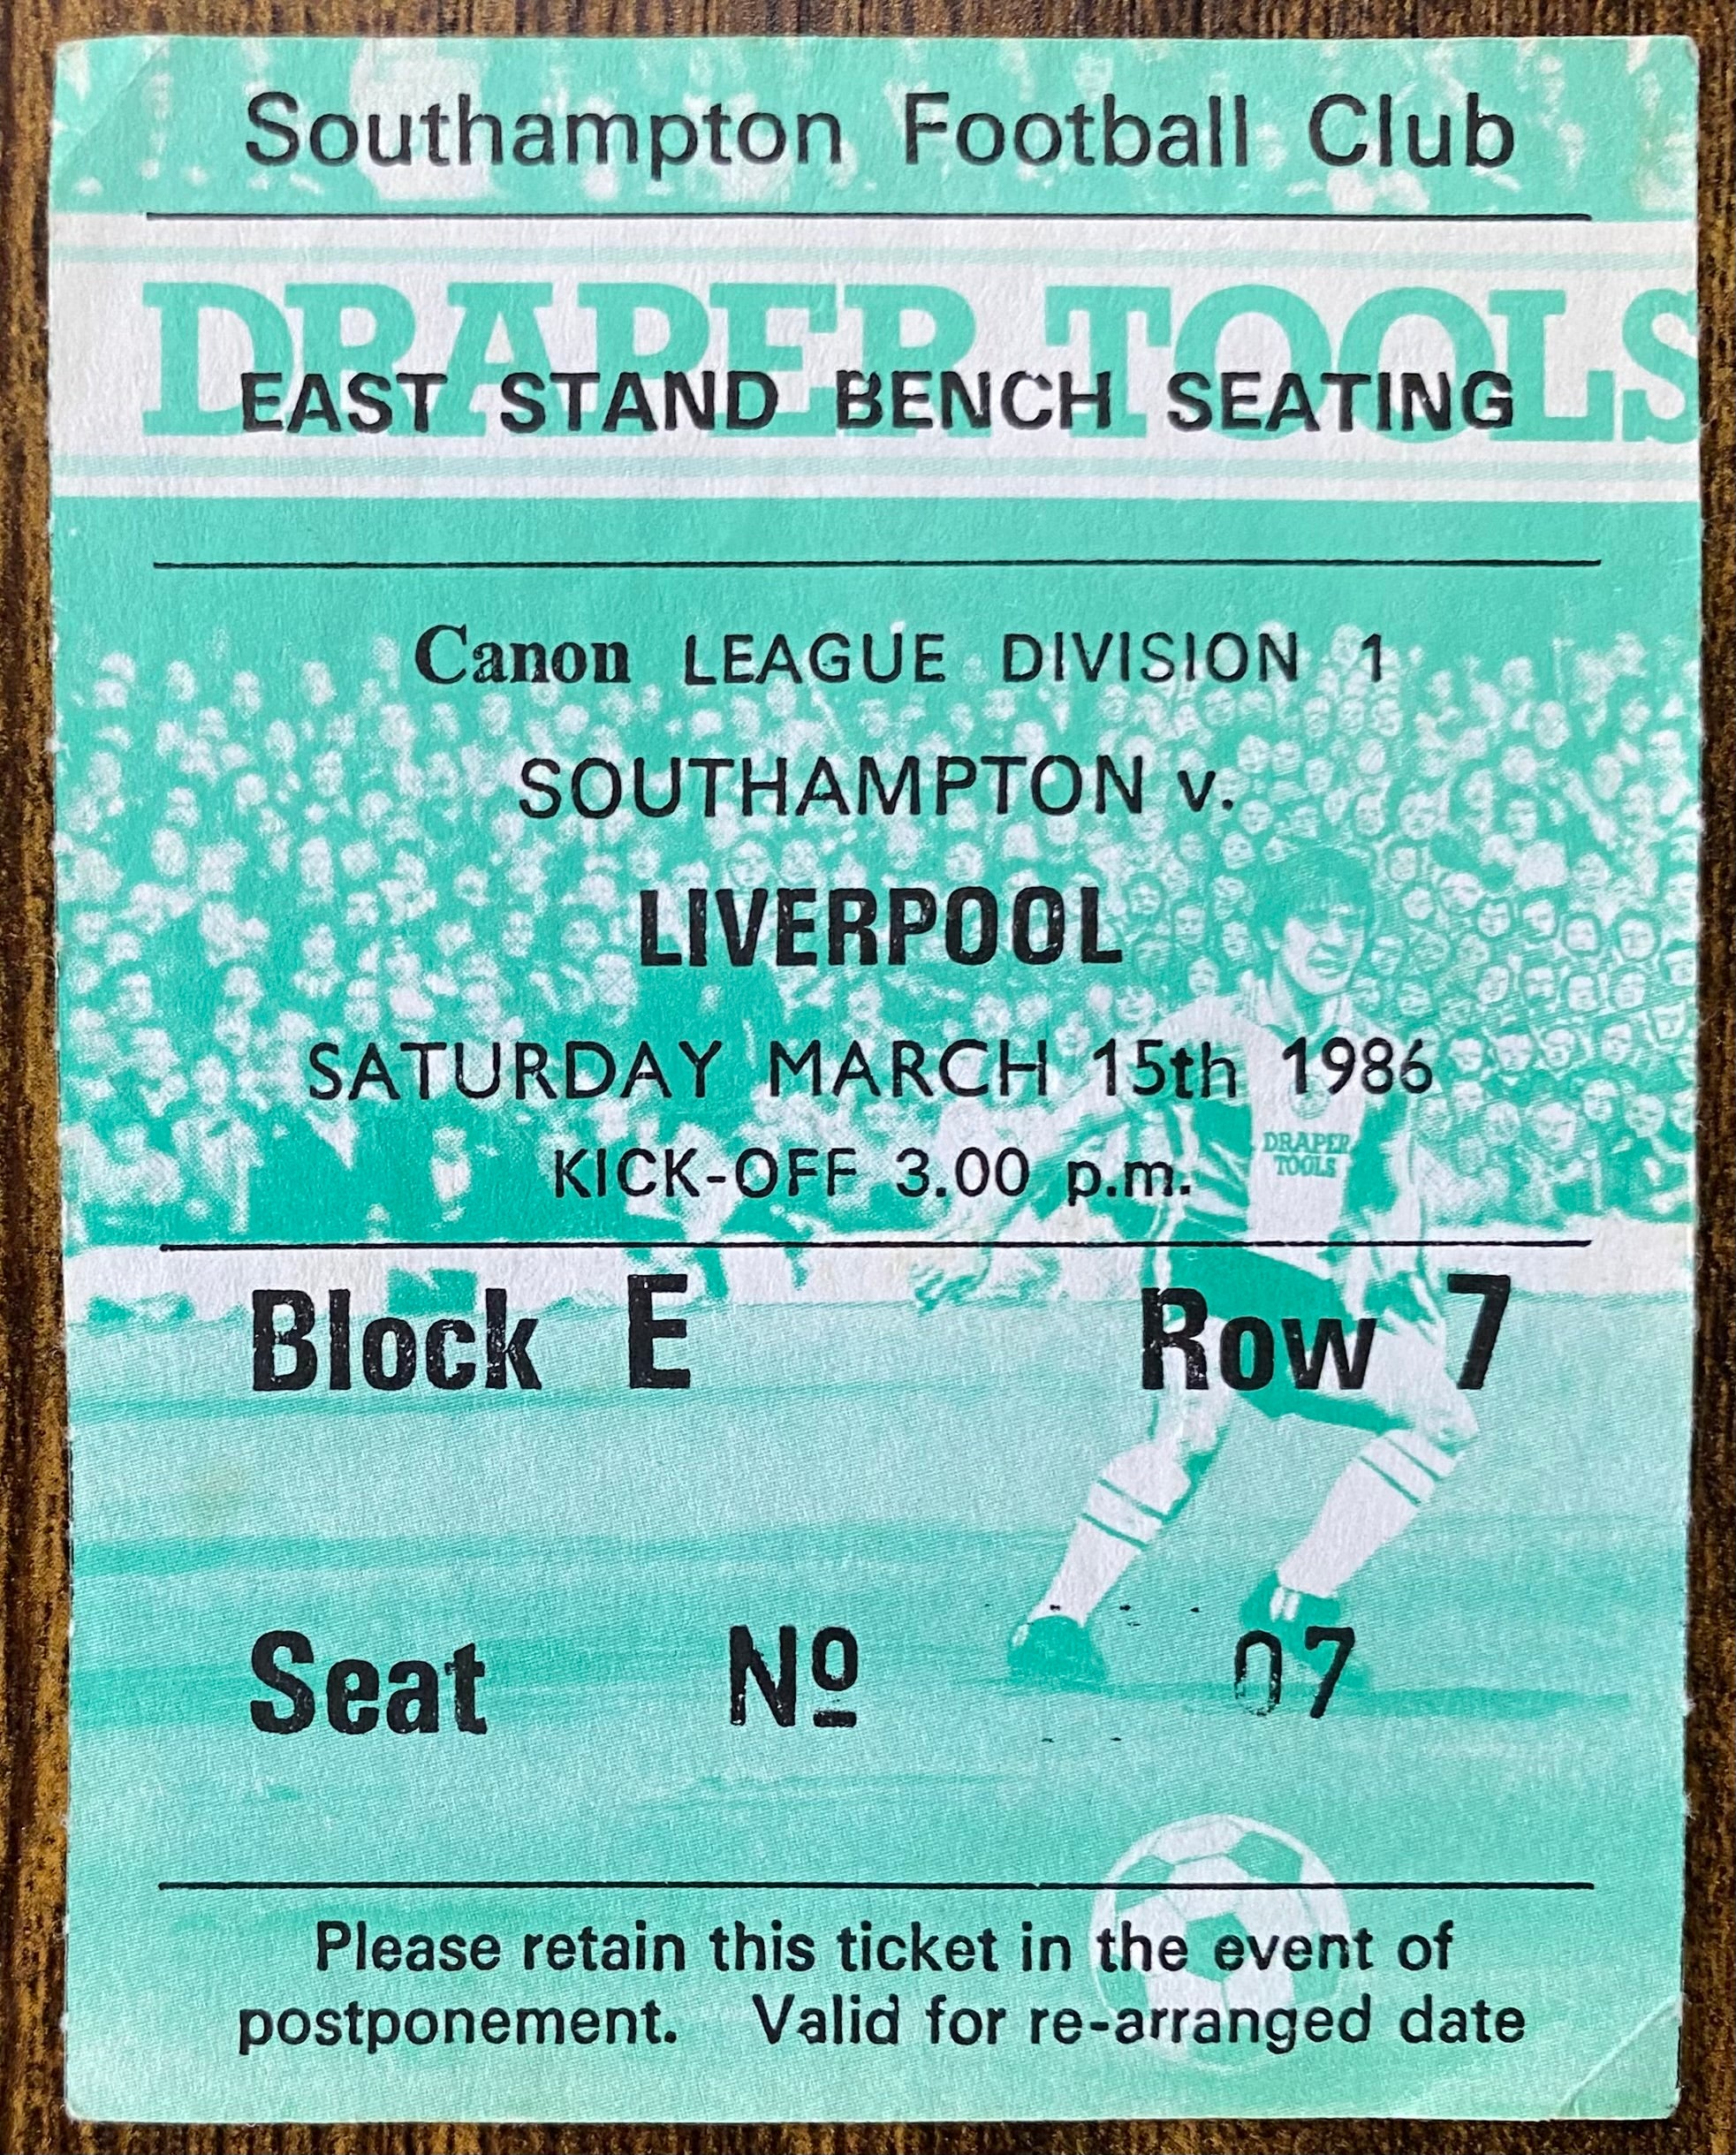 Southampton Football Club
DRAPER TOOLS
EAST STAND BENCH SEATING
Canon LEAGUE DIVISION 1
SOUTHAMPTON v.
LIVERPOOL
SATURDAY MARCH 15th 1986
DRAPER
TOOLS
KICK-OFF 3.00 p.m.
Block E Row 7
Seat Nº 07
Please retain this ticket in the event of
postponement. Valid for re-arranged date